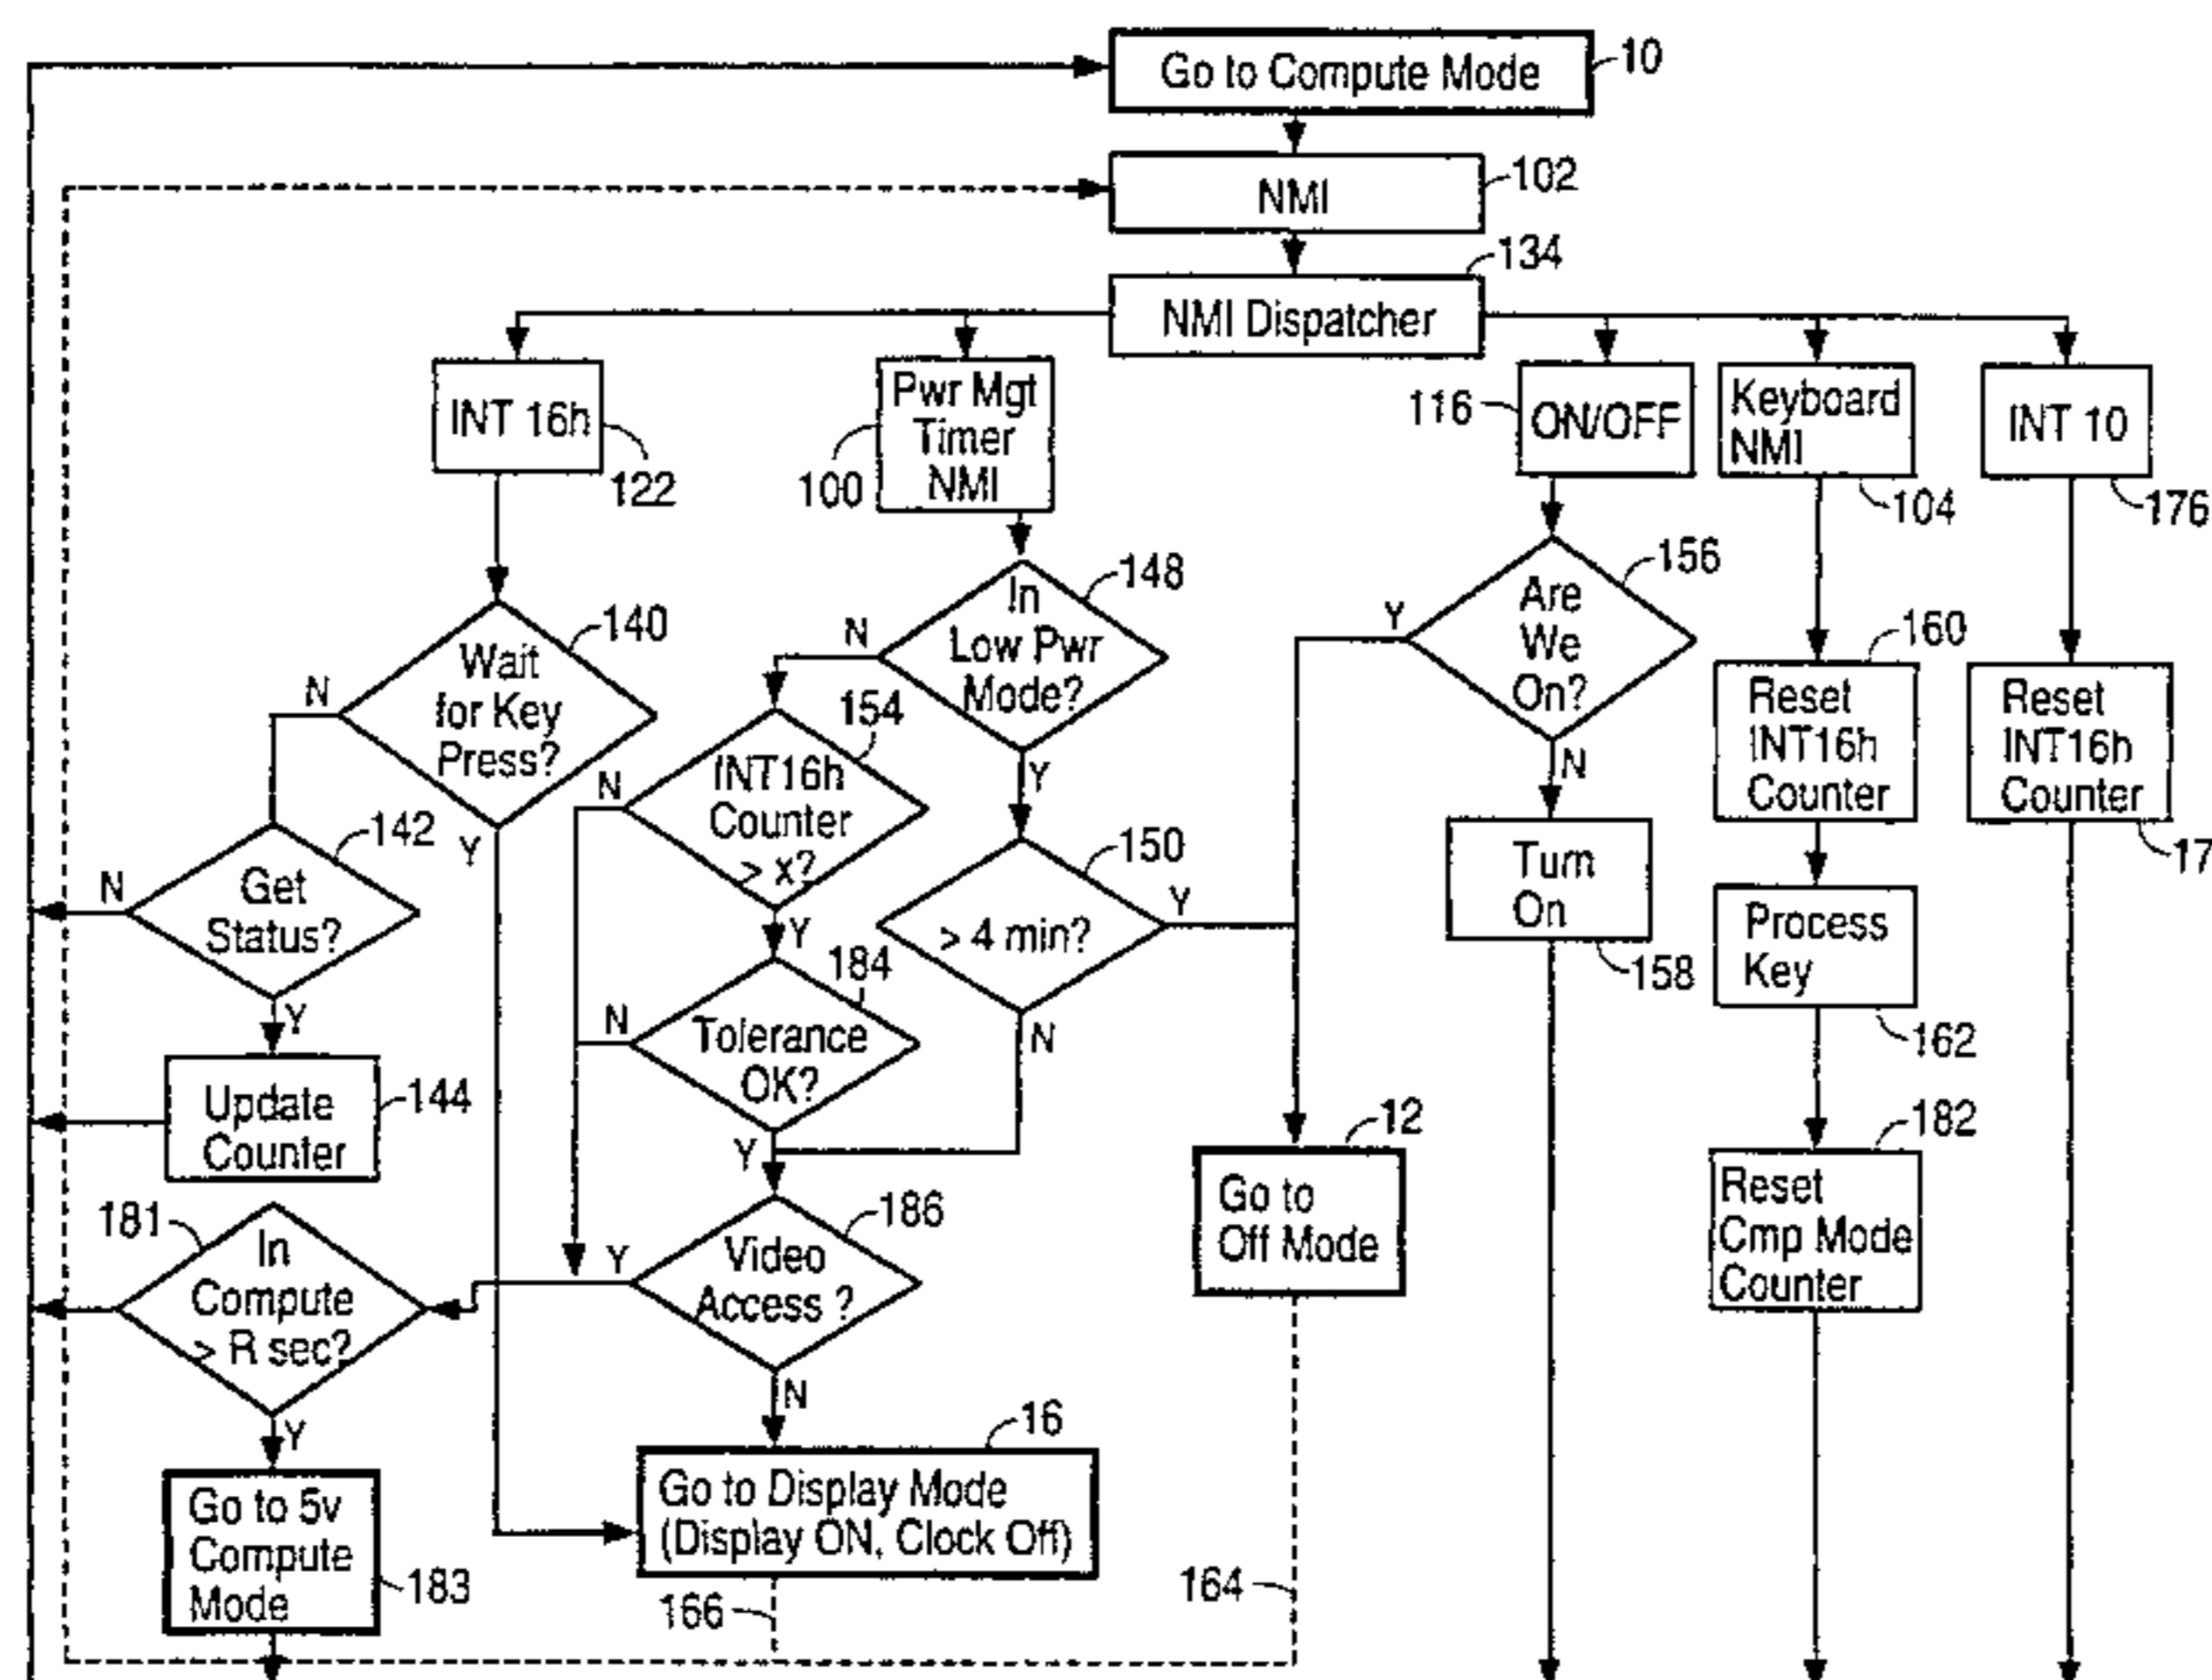 Go to Compute Mode
10
NMI
102
134
NMI Dispatcher
INT 16h
122
Pwr Mgt
Timer
NMI
100
116
ON/OFF
Keyboard
NMI
104
INT 10
176
Wait
for Key
Press?
140
N
Y
In
Low Pwr
Mode?
148
N
Y
Are
We
On?
156
Y
N
160
Reset
INT16h
Counter
Reset
INT16h
Counter
17
154
INT16h
Counter
> x?
N
Y
142
Get
Status?
N
Y
150
> 4 min?
Y
N
Turn
On
158
Process
Key
162
184
Tolerance
OK?
N
Y
Update
Counter
144
12
Go to
Off Mode
182
Reset
Cmp Mode
Counter
181
In
Compute
> R sec?
Y
186
Video
Access ?
Y
N
16
Go to Display Mode
(Display ON, Clock Off)
Go to 5v
Compute
Mode
183
166
164